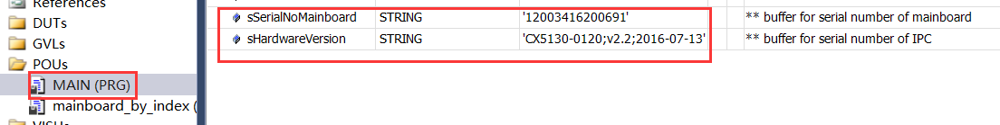 References
DUTs
GVLs
POUs
MAIN (PRG)
mainboard_by_index (
sSerialNoMainboard STRING '12003416200691' ** buffer for serial number of mainboard
sHardwareVersion STRING 'CX5130-0120;v2.2;2016-07-13' ** buffer for serial number of IPC